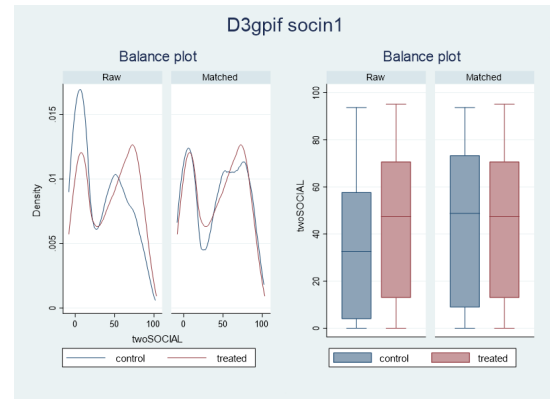 D3gpif socin1
Balance plot
Raw
Matched
Density
0
.005
.01
.015
0
50
100
0
50
100
twoSOCIAL
control
treated
Balance plot
Raw
Matched
twoSOCIAL
0
20
40
60
80
100
control
treated